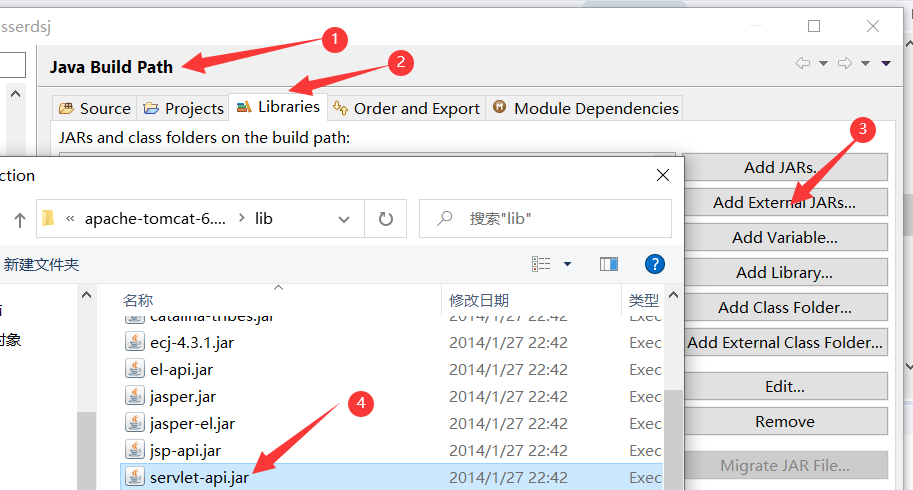 sserdsj
1
Java Build Path
2
Source Projects Libraries Order and Export Module Dependencies
JARs and class folders on the build path:
3
Add JARs...
ction
Add External JARs...
« apache-tomcat-6.... > lib
搜索"lib"
Add Variable...
新建文件夹
Add Library...
名称 修改日期 类型
Add Class Folder...
catalina-tribes.jar 2014/1/27 22:42 Exec
对象
ecj-4.3.1.jar 2014/1/27 22:42 Exec
Add External Class Folder...
el-api.jar 2014/1/27 22:42 Exec
Edit...
jasper.jar 2014/1/27 22:42 Exec
4
jasper-el.jar 2014/1/27 22:42 Exec
Remove
jsp-api.jar 2014/1/27 22:42 Exec
Migrate JAR File...
servlet-api.jar 2014/1/27 22:42 Exec